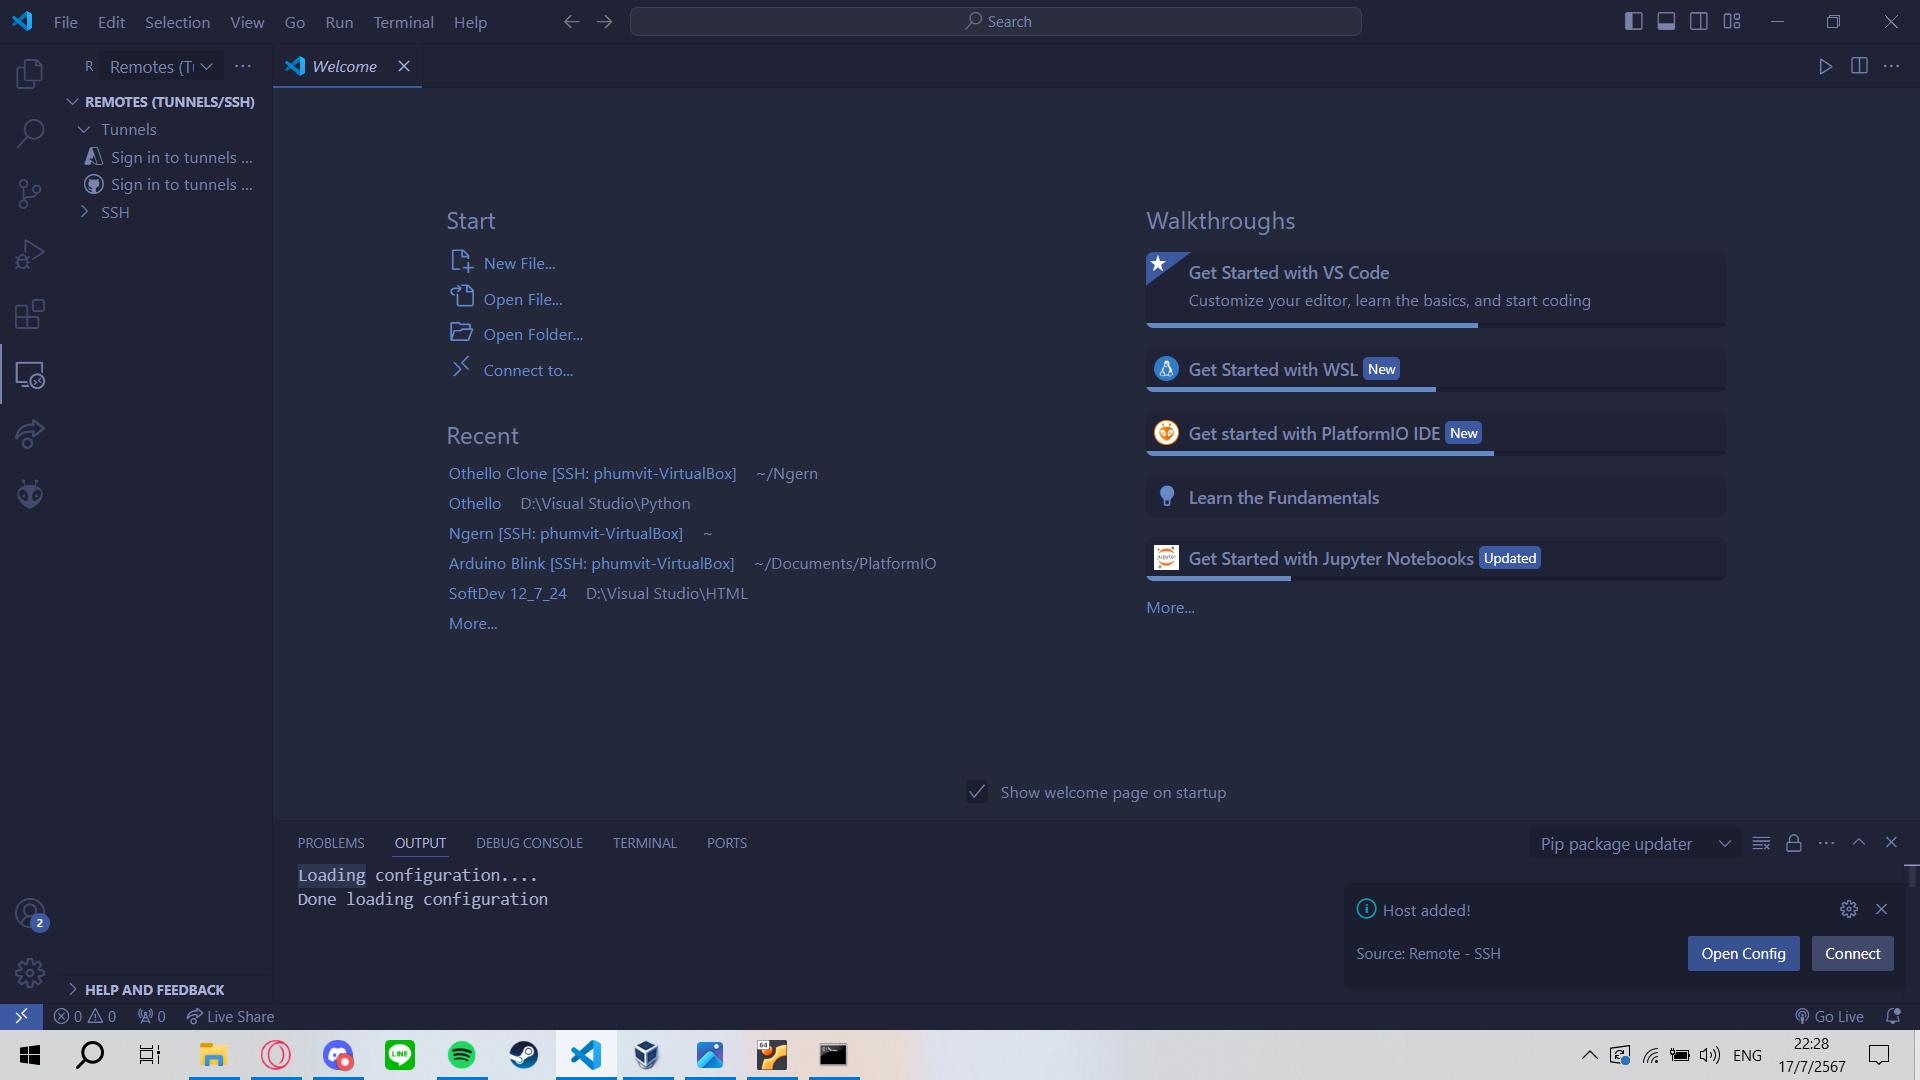 File Edit Selection View Go Run Terminal Help
Search
R Remotes (T
REMOTES (TUNNELS/SSH)
Tunnels
Sign in to tunnels ...
Sign in to tunnels ...
SSH
HELP AND FEEDBACK
Welcome
Start
New File...
Open File...
Open Folder...
Connect to...
Recent
Othello Clone [SSH: phumvit-VirtualBox] ~/Ngern
Othello D:\Visual Studio\Python
Ngern [SSH: phumvit-VirtualBox] ~
Arduino Blink [SSH: phumvit-VirtualBox] ~/Documents/PlatformIO
SoftDev 12_7_24 D:\Visual Studio\HTML
More...
Walkthroughs
Get Started with VS Code
Customize your editor, learn the basics, and start coding
Get Started with WSL New
Get started with PlatformIO IDE New
Learn the Fundamentals
jupyter
Get Started with Jupyter Notebooks Updated
More...
Show welcome page on startup
PROBLEMS OUTPUT DEBUG CONSOLE TERMINAL PORTS
Pip package updater
Loading configuration....
Done loading configuration
Host added!
Source: Remote - SSH
Open Config Connect
2
0 0 0 Live Share
Go Live
LINE
64
ENG
22:28
17/7/2567